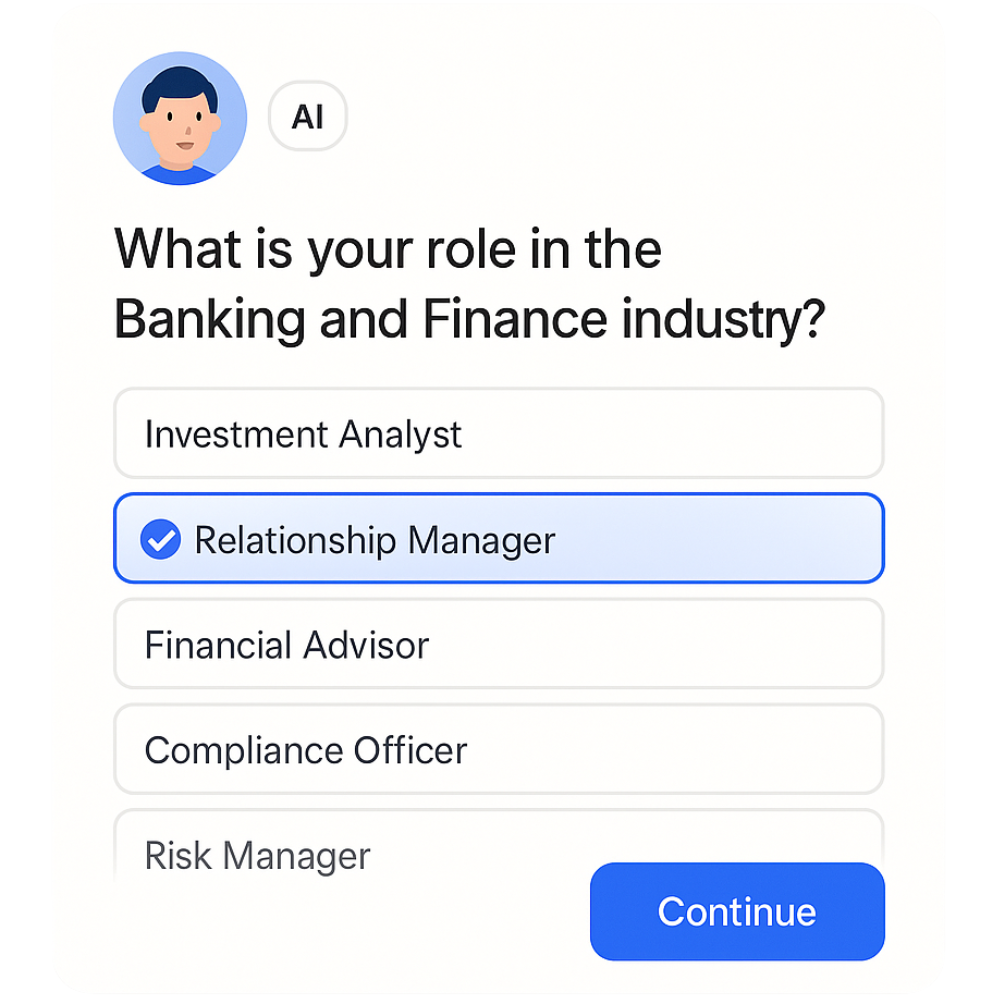 AI
What is your role in the
Banking and Finance industry?
Investment Analyst
Relationship Manager
Financial Advisor
Compliance Officer
Risk Manager
Continue